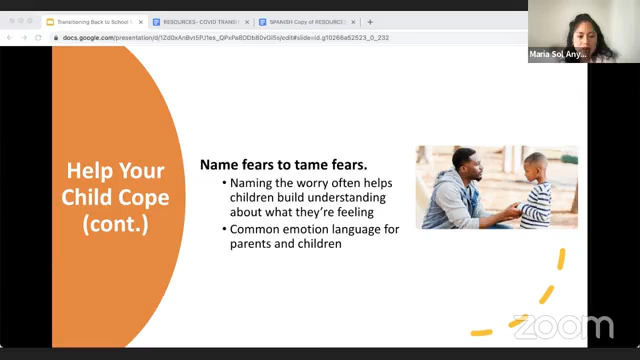 Transitioning Back to School
RESOURCES- COVID TRANSI
SPANISH Copy of RESOURCE
docs.google.com/presentation/d/1Zd0xAnBvt5PJ1es_QPxPa8DDb80vGl5s/edit#slide=id.g10266a52523_0_232
Maria Sol, Any
Help Your
Child Cope
(cont.)
Name fears to tame fears.
• Naming the worry often helps
children build understanding
about what they're feeling
• Common emotion language for
parents and children
zoom